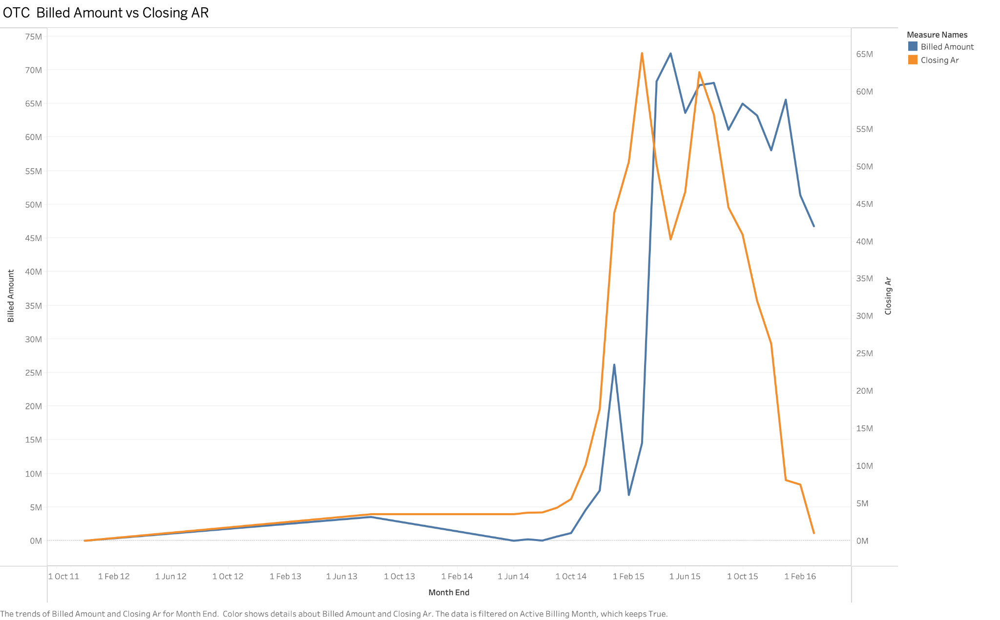 OTC  Billed Amount vs Closing AR
Measure Names
Billed Amount
Closing Ar
75M
70M
65M
60M
55M
50M
45M
40M
35M
30M
25M
20M
15M
10M
5M
0M
Billed Amount
65M
60M
55M
50M
45M
40M
35M
30M
25M
20M
15M
10M
5M
0M
Closing Ar
1 Oct 11 1 Feb 12 1 Jun 12 1 Oct 12 1 Feb 13 1 Jun 13 1 Oct 13 1 Feb 14 1 Jun 14 1 Oct 14 1 Feb 15 1 Jun 15 1 Oct 15 1 Feb 16
Month End
The trends of Billed Amount and Closing Ar for Month End.  Color shows details about Billed Amount and Closing Ar. The data is filtered on Active Billing Month, which keeps True.